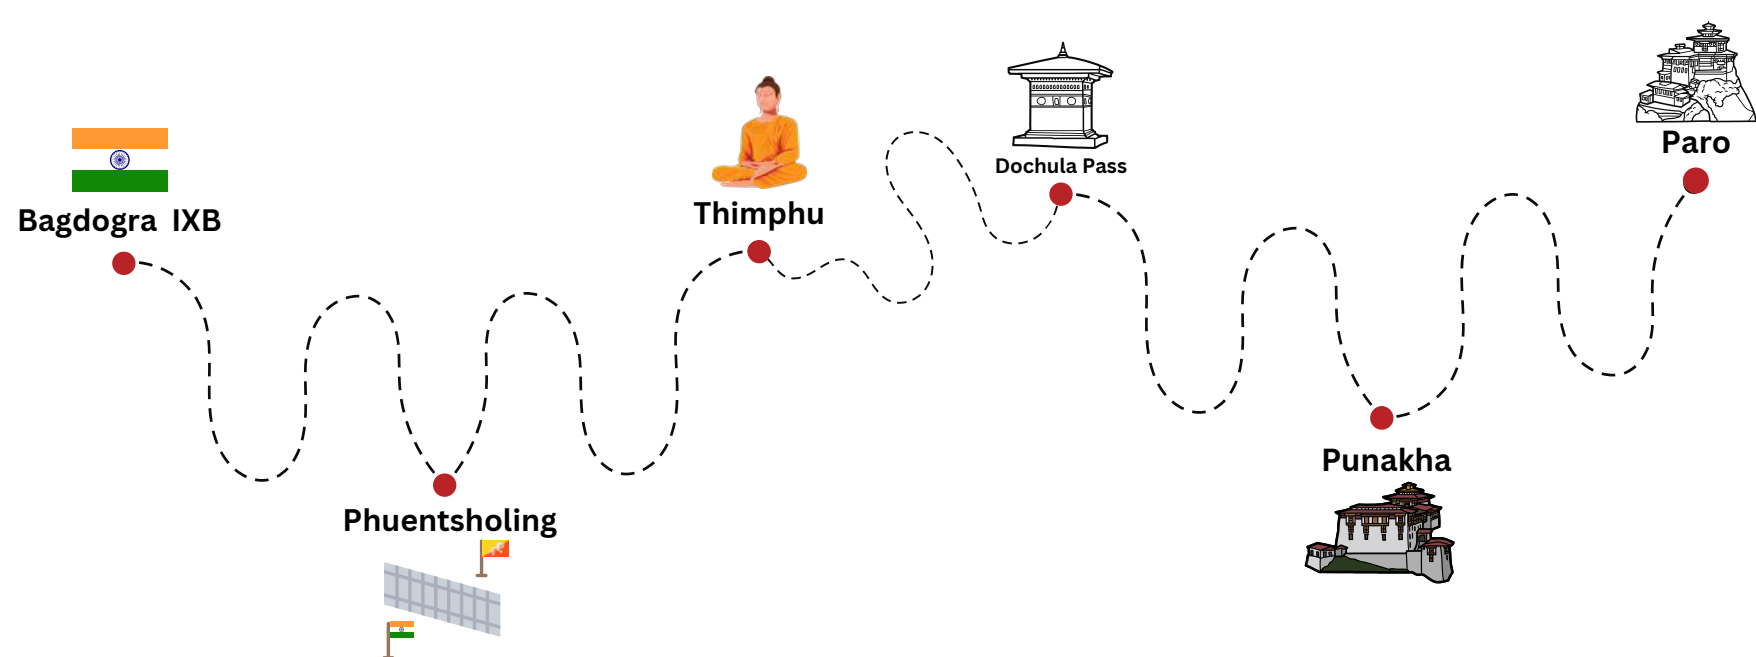 Bagdogra IXB
Phuentsholing
Thimphu
Dochula Pass
Punakha
Paro